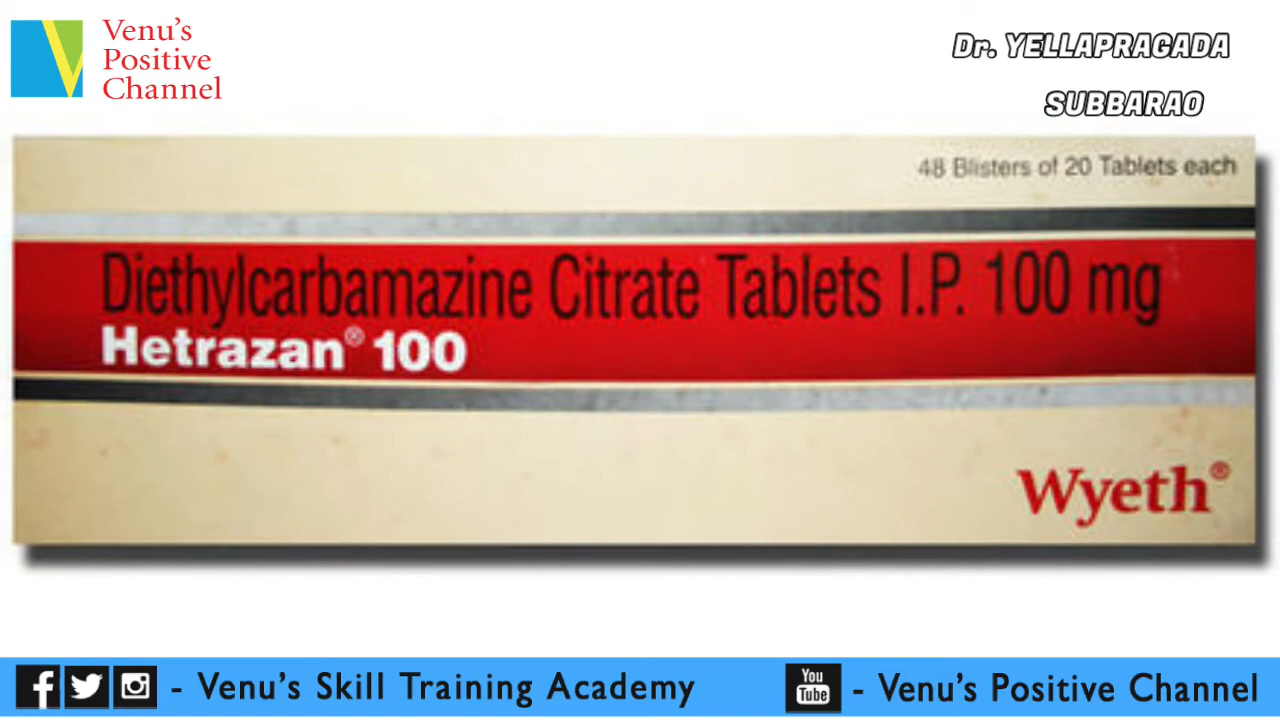 Venu's
Positive
Channel
Dr. YELLAPRAGADA
SUBBARAO
48 Blisters of 20 Tablets each
Diethylcarbamazine Citrate Tablets I.P. 100 mg
Hetrazan® 100
Wyeth®
- Venu's Skill Training Academy
You
Tube
- Venu's Positive Channel